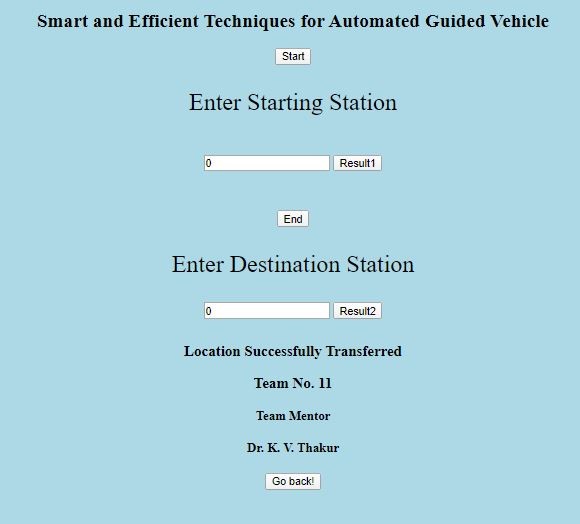 Smart and Efficient Techniques for Automated Guided Vehicle
Start
Enter Starting Station
0 Result1
End
Enter Destination Station
0 Result2
Location Successfully Transferred
Team No. 11
Team Mentor
Dr. K. V. Thakur
Go back!